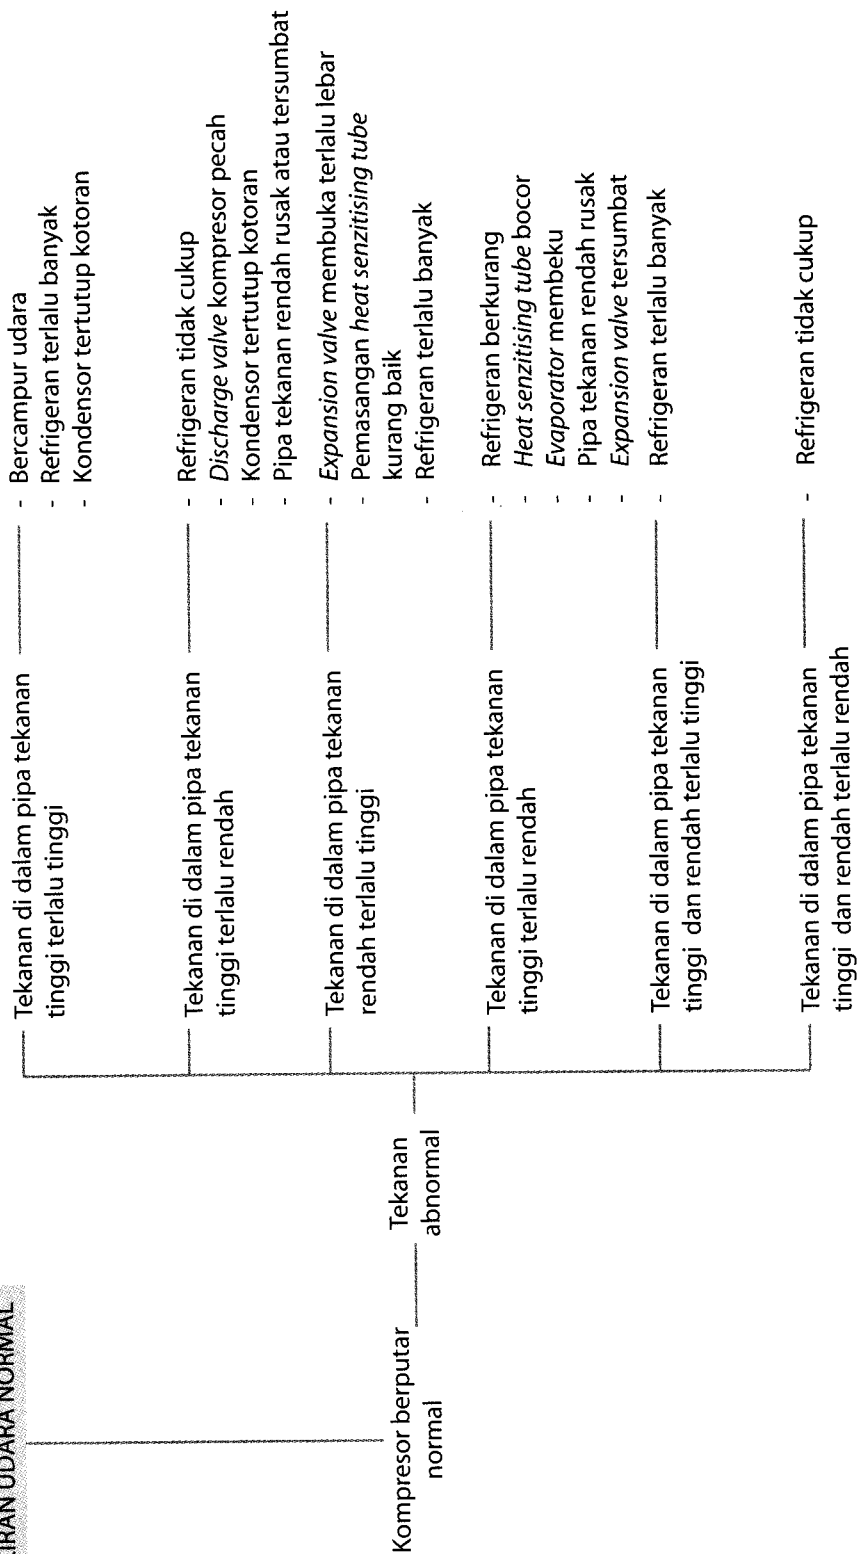 UDARA NORMAL
Kompresor berputar
normal
Tekanan
abnormal
Tekanan di dalam pipa tekanan
tinggi terlalu tinggi
- Bercampur udara
- Refrigeran terlalu banyak
- Kondensor tertutup kotoran
Tekanan di dalam pipa tekanan
tinggi terlalu rendah
- Refrigeran tidak cukup
- Discharge valve kompresor pecah
- Kondensor tertutup kotoran
- Pipa tekanan rendah rusak atau tersumbat
Tekanan di dalam pipa tekanan
rendah terlalu tinggi
- Expansion valve membuka terlalu lebar
- Pemasangan heat senzitising tube
kurang baik
- Refrigeran terlalu banyak
Tekanan di dalam pipa tekanan
tinggi terlalu rendah
- Refrigeran berkurang
- Heat senzitising tube bocor
- Evaporator membeku
- Pipa tekanan rendah rusak
- Expansion valve tersumbat
Tekanan di dalam pipa tekanan
tinggi dan rendah terlalu tinggi
- Refrigeran terlalu banyak
Tekanan di dalam pipa tekanan
tinggi dan rendah terlalu rendah
- Refrigeran tidak cukup